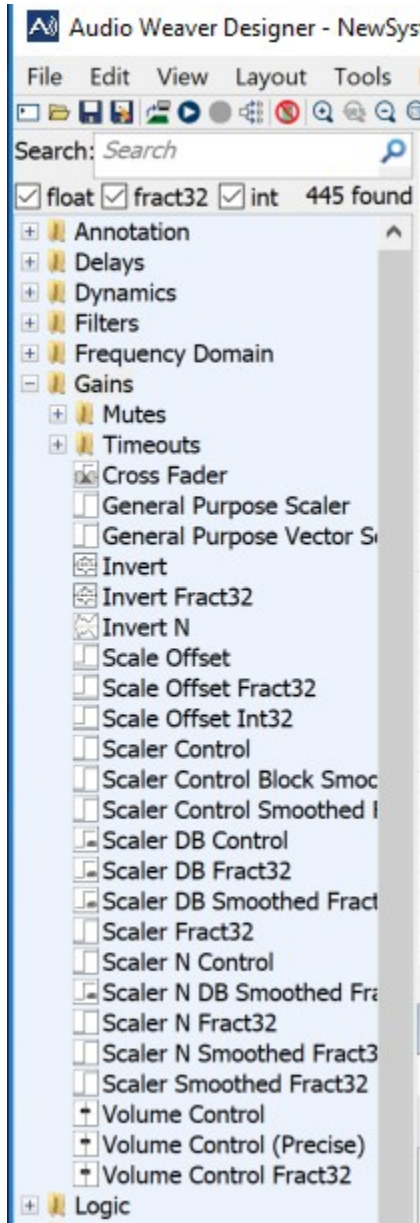 Audio Weaver Designer - NewSys
File Edit View Layout Tools
Search: Search
float fract32 int 445 found
Annotation
Delays
Dynamics
Filters
Frequency Domain
Gains
Mutes
Timeouts
Cross Fader
General Purpose Scaler
General Purpose Vector Sc
Invert
Invert Fract32
Invert N
Scale Offset
Scale Offset Fract32
Scale Offset Int32
Scaler Control
Scaler Control Block Smoo
Scaler Control Smoothed
Scaler DB Control
Scaler DB Fract32
Scaler DB Smoothed Fract
Scaler Fract32
Scaler N Control
Scaler N DB Smoothed Fra
Scaler N Fract32
Scaler N Smoothed Fract3
Scaler Smoothed Fract32
Volume Control
Volume Control (Precise)
Volume Control Fract32
Logic